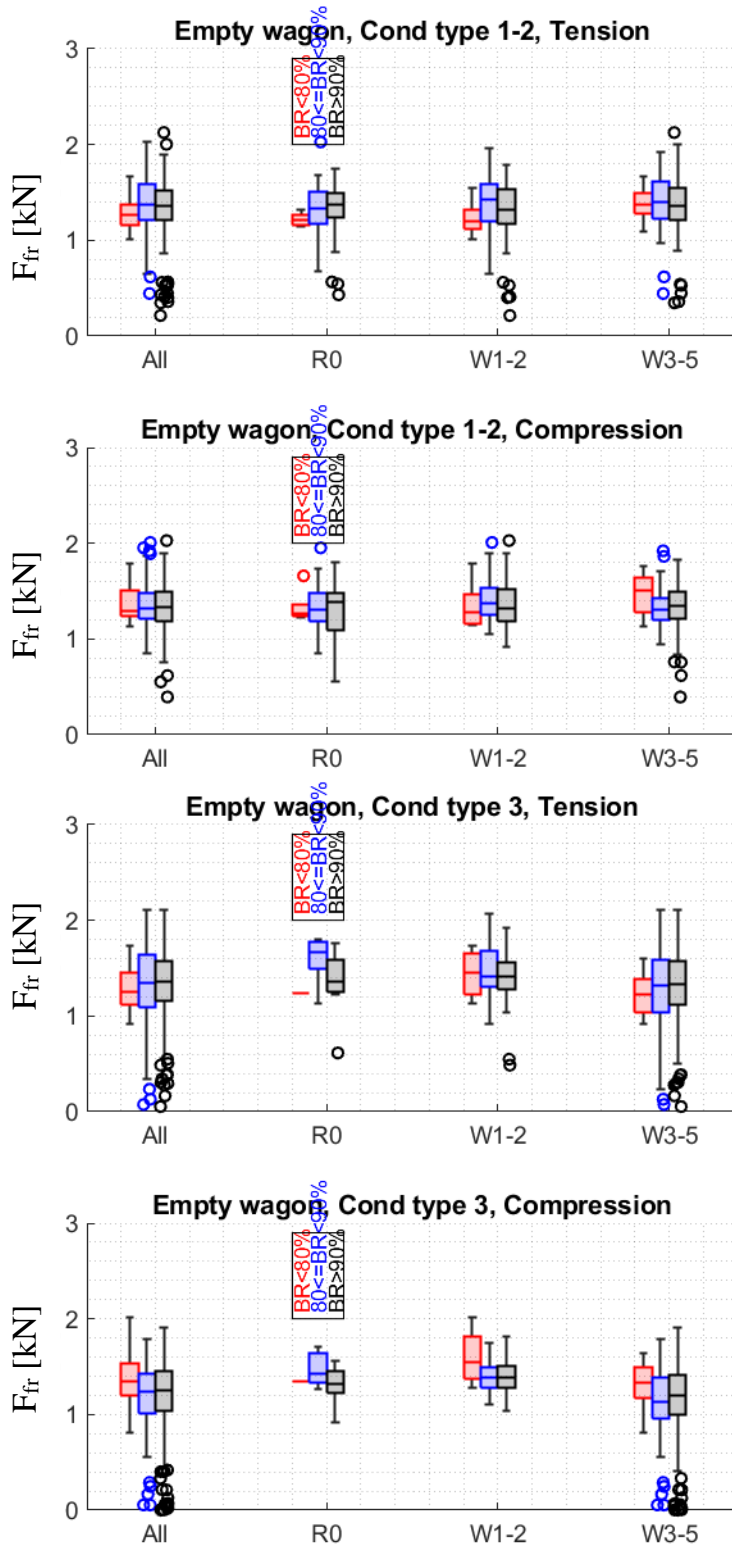 Empty wagon, Cond type 1-2, Tension
3
2
1
0
F_fr [kN]
BR<80%
80<=BR<90%
BR>90%
All R0 W1-2 W3-5
Empty wagon, Cond type 1-2, Compression
3
2
1
0
F_fr [kN]
BR<80%
80<=BR<90%
BR>90%
All R0 W1-2 W3-5
Empty wagon, Cond type 3, Tension
3
2
1
0
F_fr [kN]
BR<80%
80<=BR<90%
BR>90%
All R0 W1-2 W3-5
Empty wagon, Cond type 3, Compression
3
2
1
0
F_fr [kN]
BR<80%
80<=BR<90%
BR>90%
All R0 W1-2 W3-5